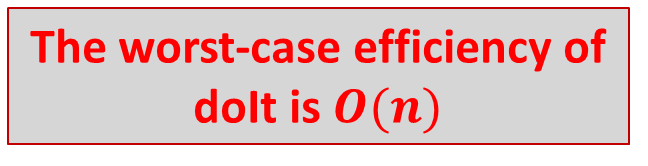 The worst-case efficiency of
doIt is O(n)